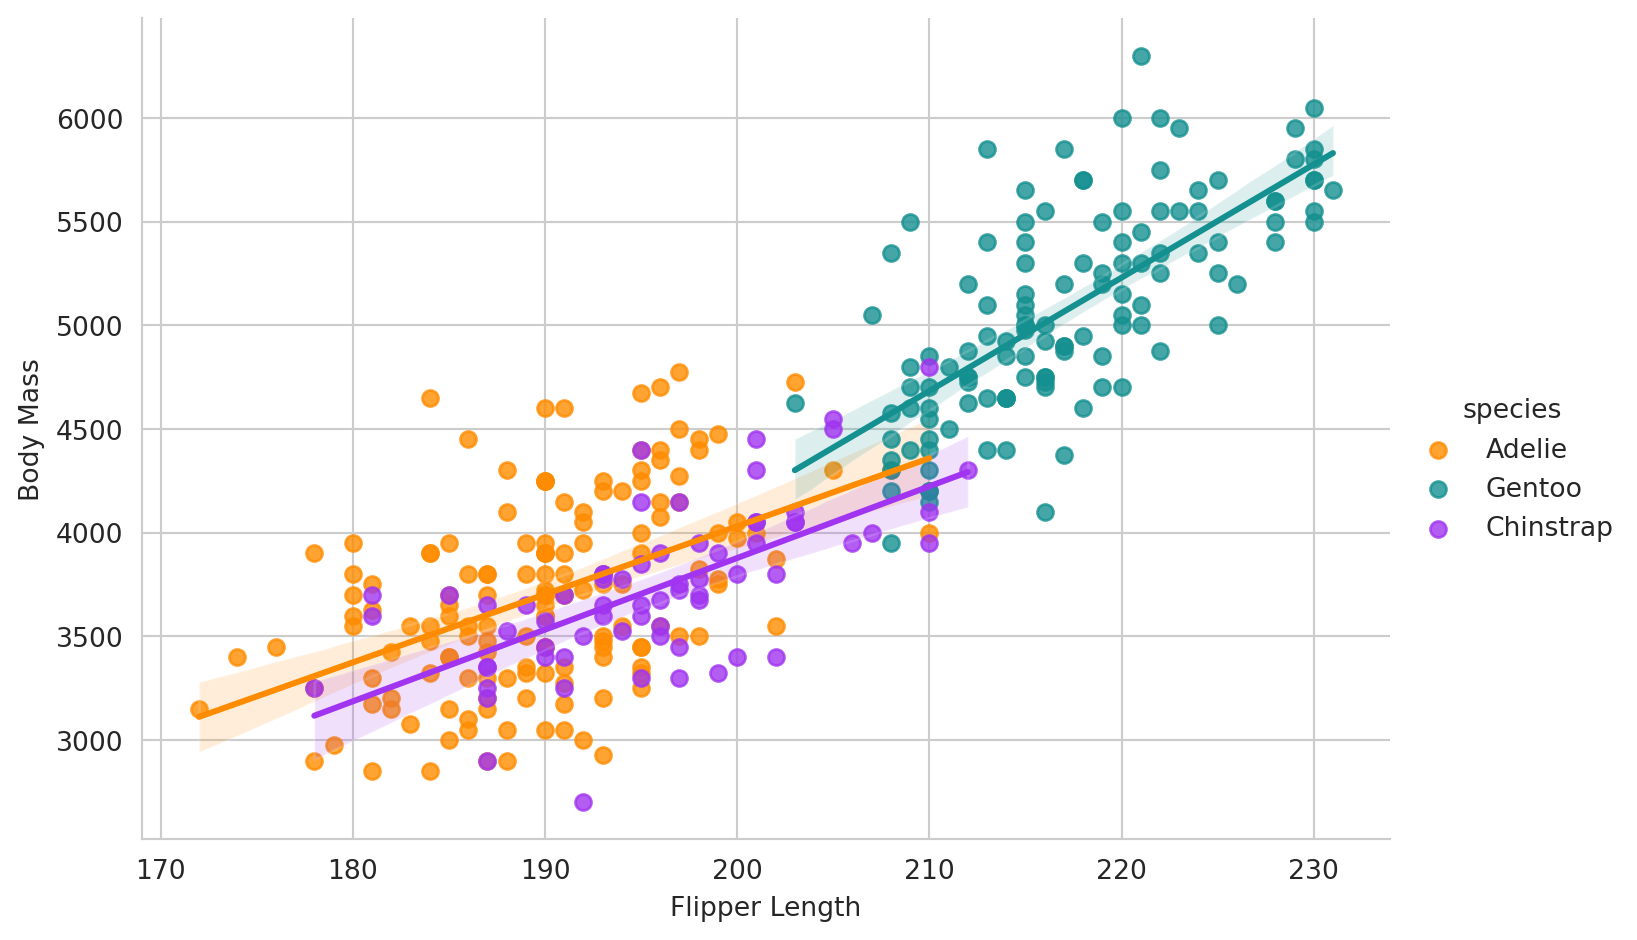 6000
5500
5000
4500
4000
3500
3000
Body Mass
170 180 190 200 210 220 230
Flipper Length
species
Adelie
Gentoo
Chinstrap